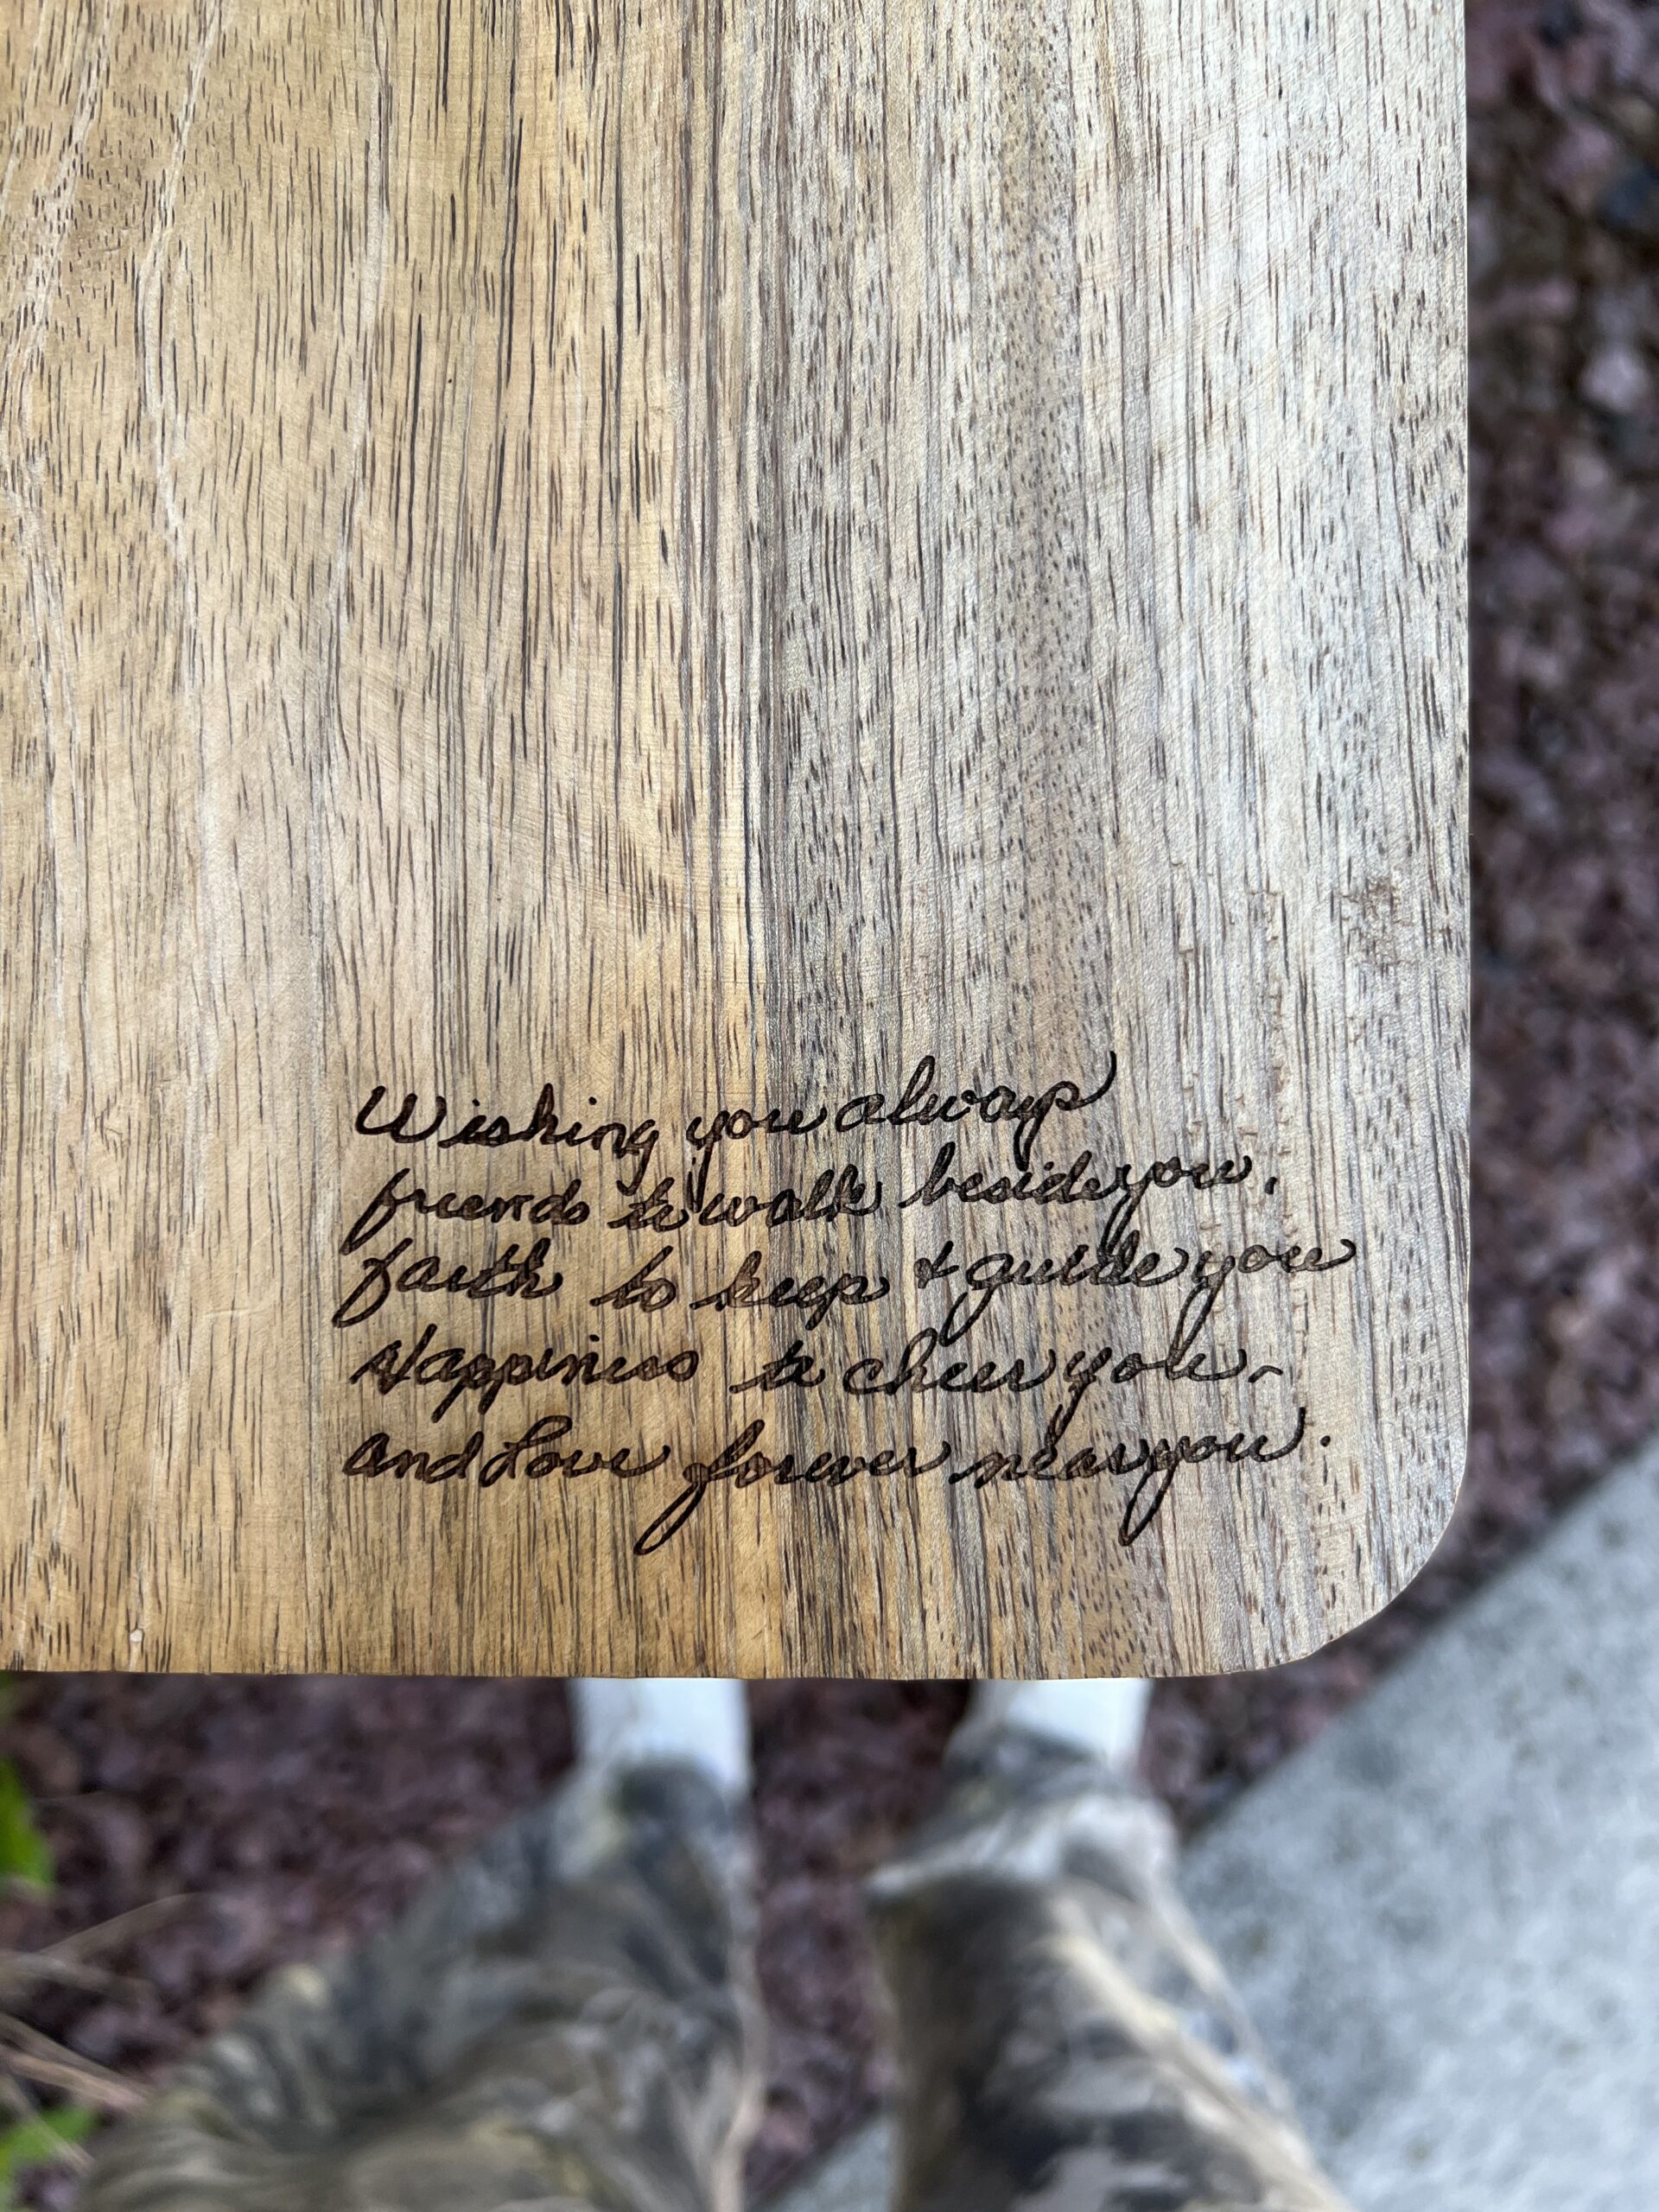 Wishing you always
friends to walk beside you,
faith to keep + guide you
Happiness to cheer you -
and Love forever near you.